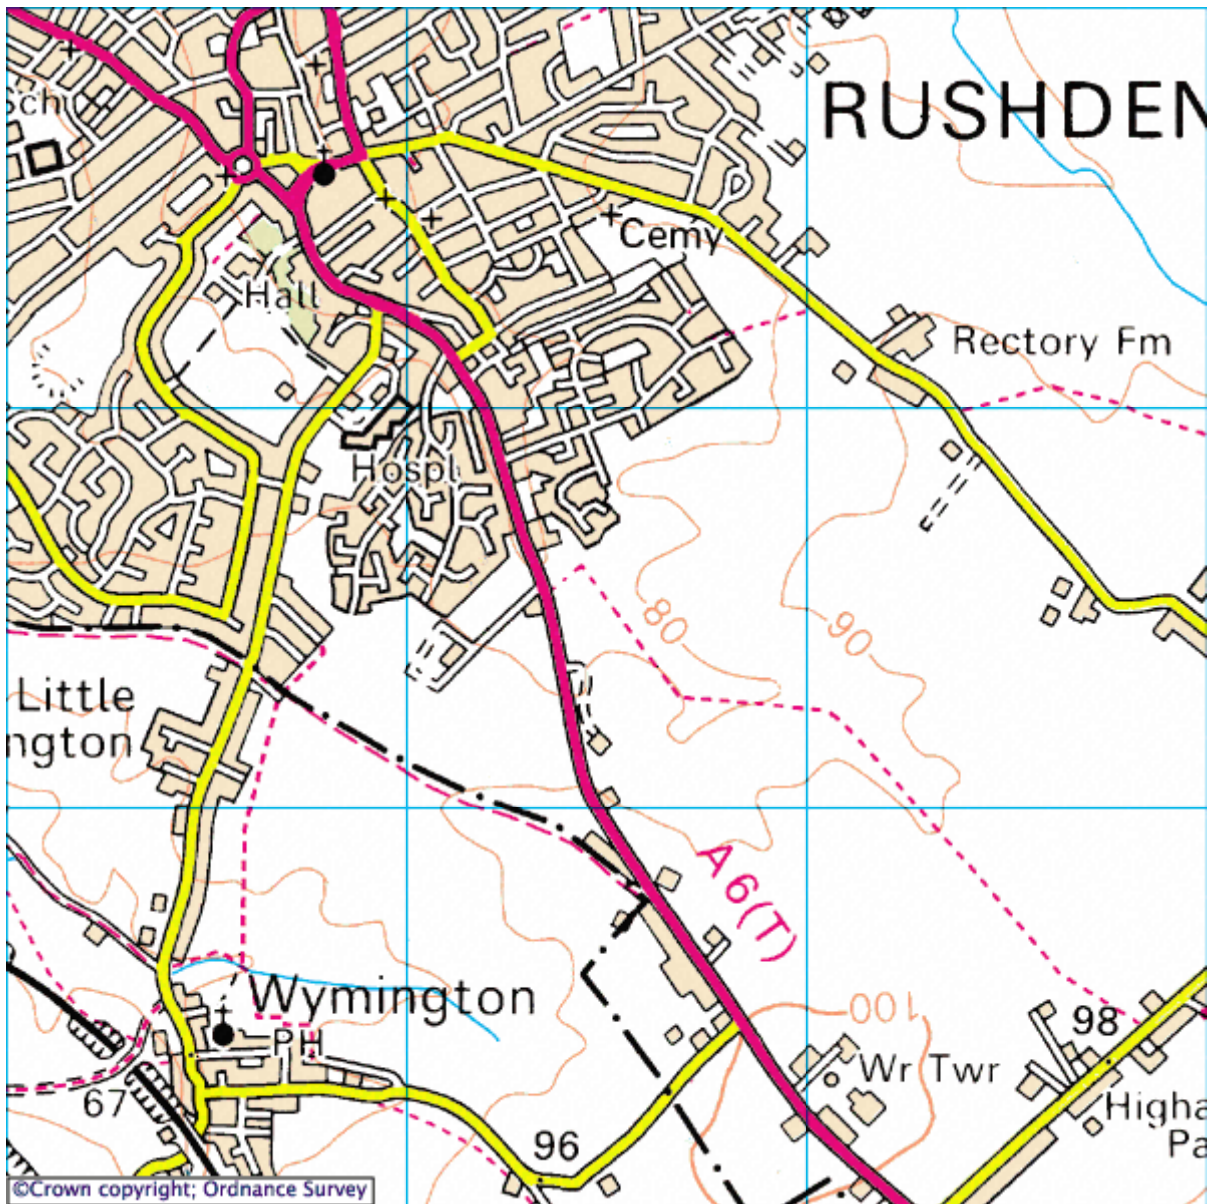 Sch
RUSHDEN
Cemy
Hall
Rectory Fm
Hospl
80
90
Little
ngton
A6(T)
Wymington
100
98
PH
Wr Twr
67
Higha
Pa
96
©Crown copyright; Ordnance Survey